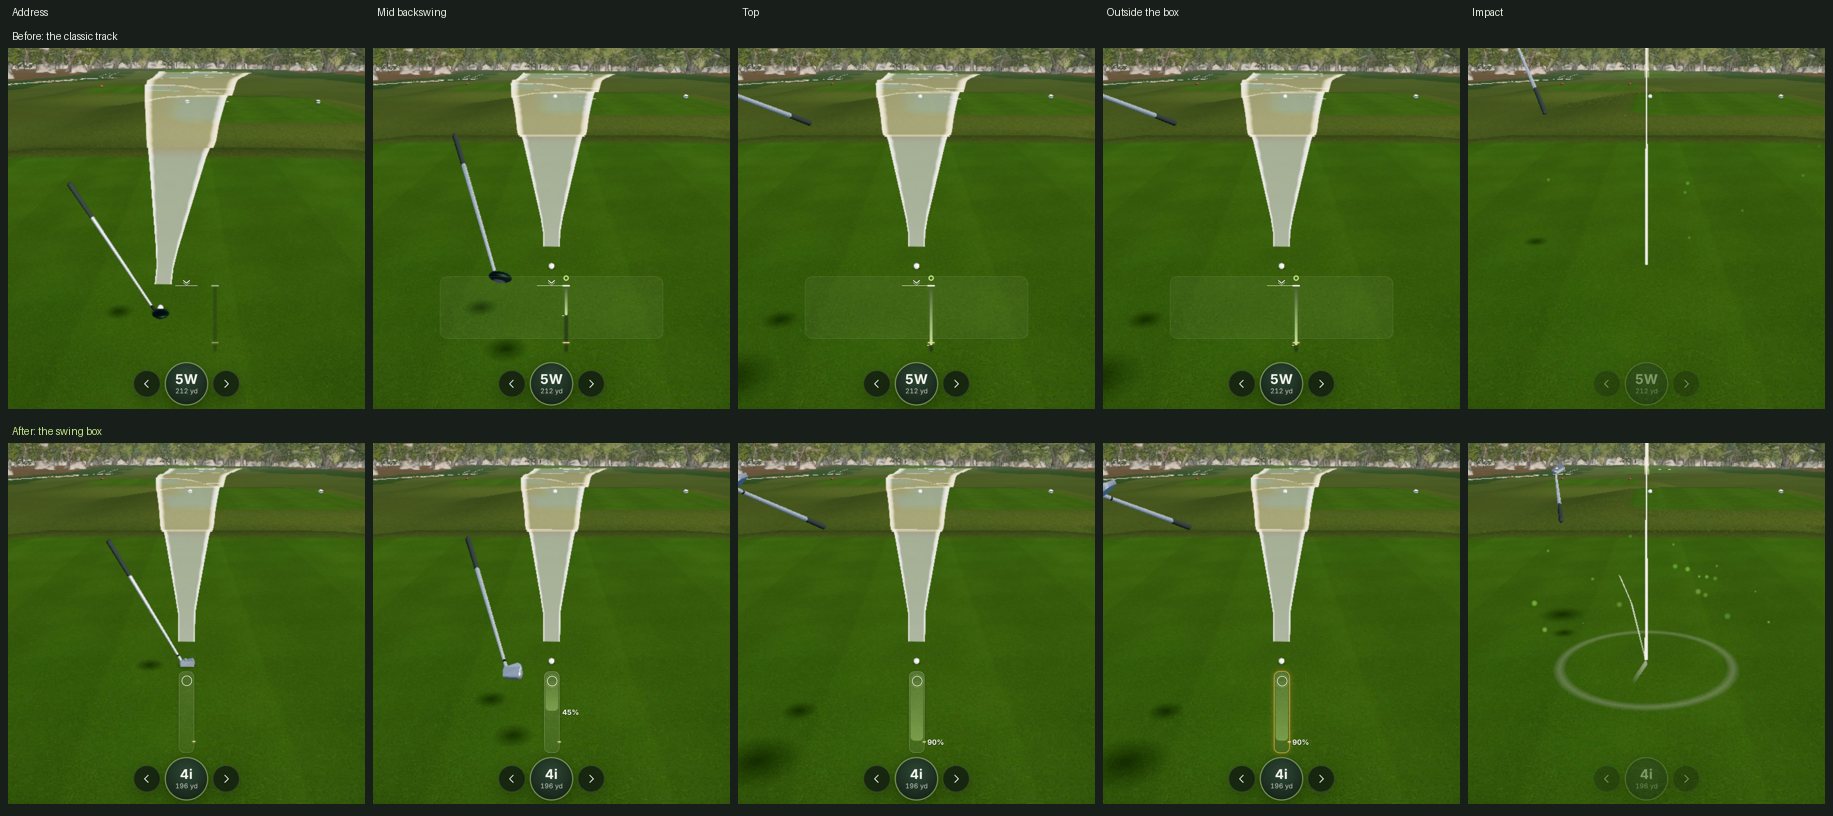 Address
Mid backswing
Top
Outside the box
Impact
Before: the classic track
5W
212 yd
5W
212 yd
5W
212 yd
5W
212 yd
5W
212 yd
After: the swing box
45%
90%
90%
4i
196 yd
4i
196 yd
4i
196 yd
4i
196 yd
4i
196 yd